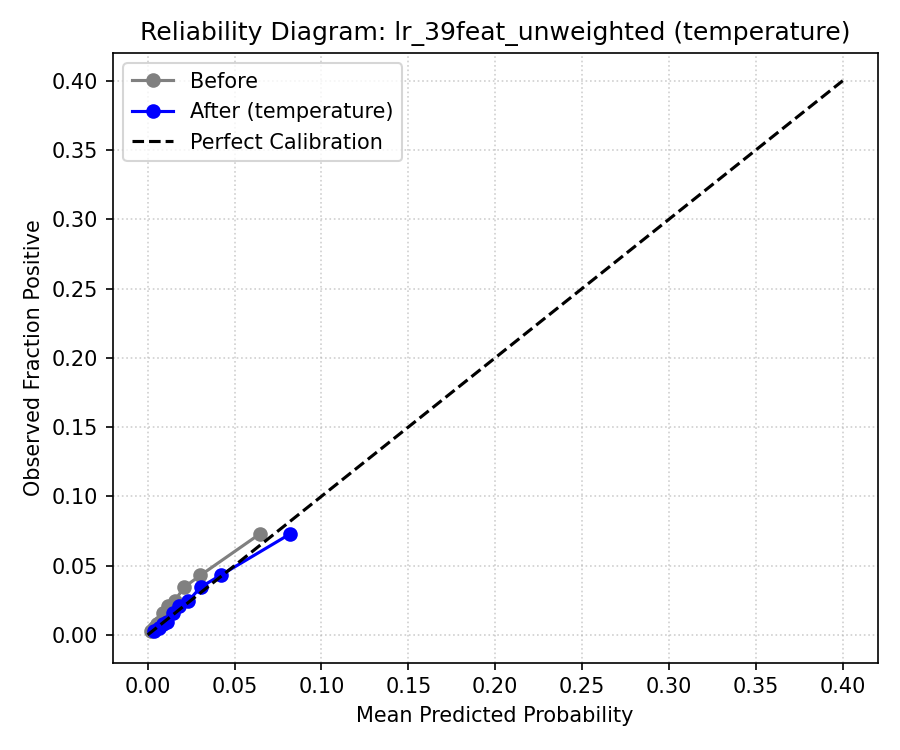 Reliability Diagram: lr_39feat_unweighted (temperature)
Before
After (temperature)
Perfect Calibration
Observed Fraction Positive
0.40
0.35
0.30
0.25
0.20
0.15
0.10
0.05
0.00
0.00 0.05 0.10 0.15 0.20 0.25 0.30 0.35 0.40
Mean Predicted Probability